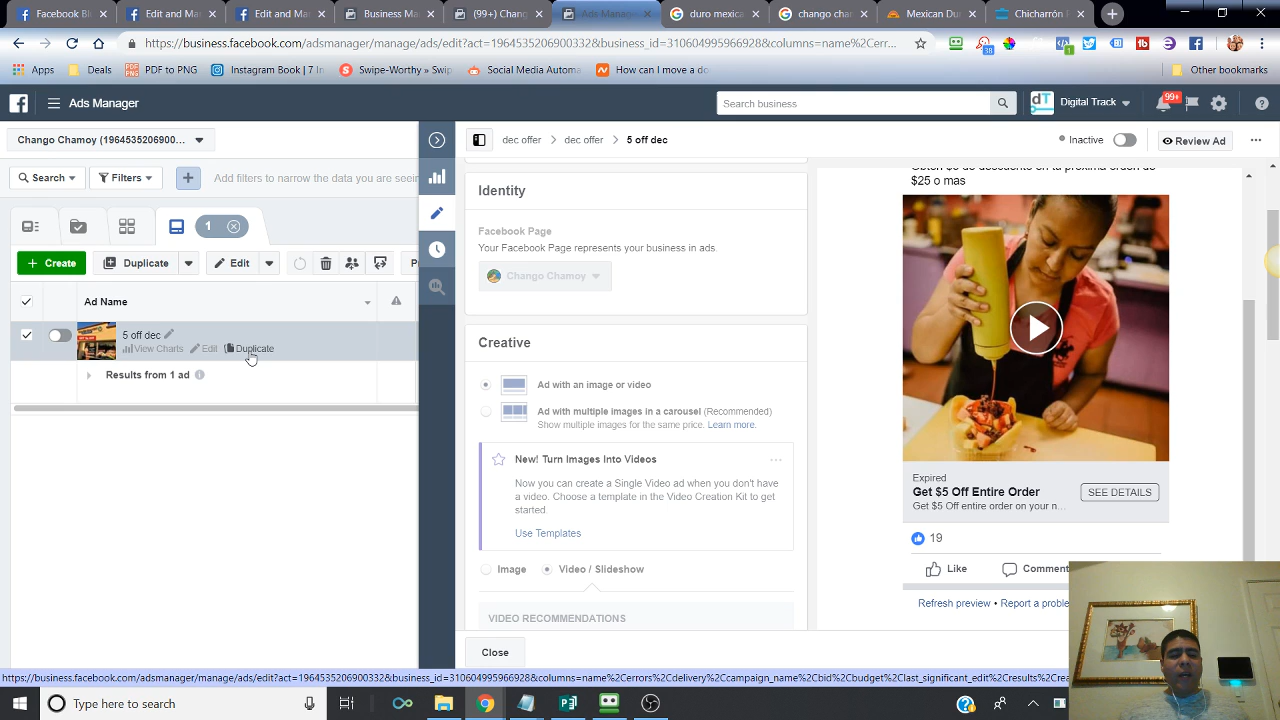 Facebook Bl
Edit and Ma
Edit and Ma
Business Ma
(99+) Chang
Ads Manag
duro mexica
chango cha
Mexican Du
Chicharrón P
https://business.facebook.com/adsmanager/manage/ads/edit?act=1964535206900332&business_id=310604995966928&columns=name%2Cerr...
Apps
Deals
PDF to PNG
Instagram Book | In
Swipe-Worthy » Swip
Social Media Automa
How can I move a do
Other bookmarks
Ads Manager
Search business
Digital Track
99+
Chango Chamoy (1964535206900...
dec offer
dec offer
5 off dec
Inactive
Review Ad
Search
Filters
Add filters to narrow the data you are seein
1
Create
Duplicate
Edit
Ad Name
5 off dec
View Charts
Edit
Duplicate
Results from 1 ad
Identity
Facebook Page
Your Facebook Page represents your business in ads.
Chango Chamoy
Creative
Ad with an image or video
Ad with multiple images in a carousel (Recommended)
Show multiple images for the same price. Learn more.
New! Turn Images Into Videos
Now you can create a Single Video ad when you don't have
a video. Choose a template in the Video Creation Kit to get
started.
Use Templates
Image
Video / Slideshow
VIDEO RECOMMENDATIONS
Close
$25 o mas
Expired
Get $5 Off Entire Order
Get $5 Off entire order on your n...
SEE DETAILS
19
Like
Comment
Refresh preview • Report a proble
https://business.facebook.com/adsmanager/manage/ads/edit?act=1964535206900332&business_id=310604995966928&columns=name%2Cerrors%2Cdelivery%2Ccampaign_name%2Cbid%2Cbudget%2Clast_significant_edit%2Cresults%2Crea
Type here to search